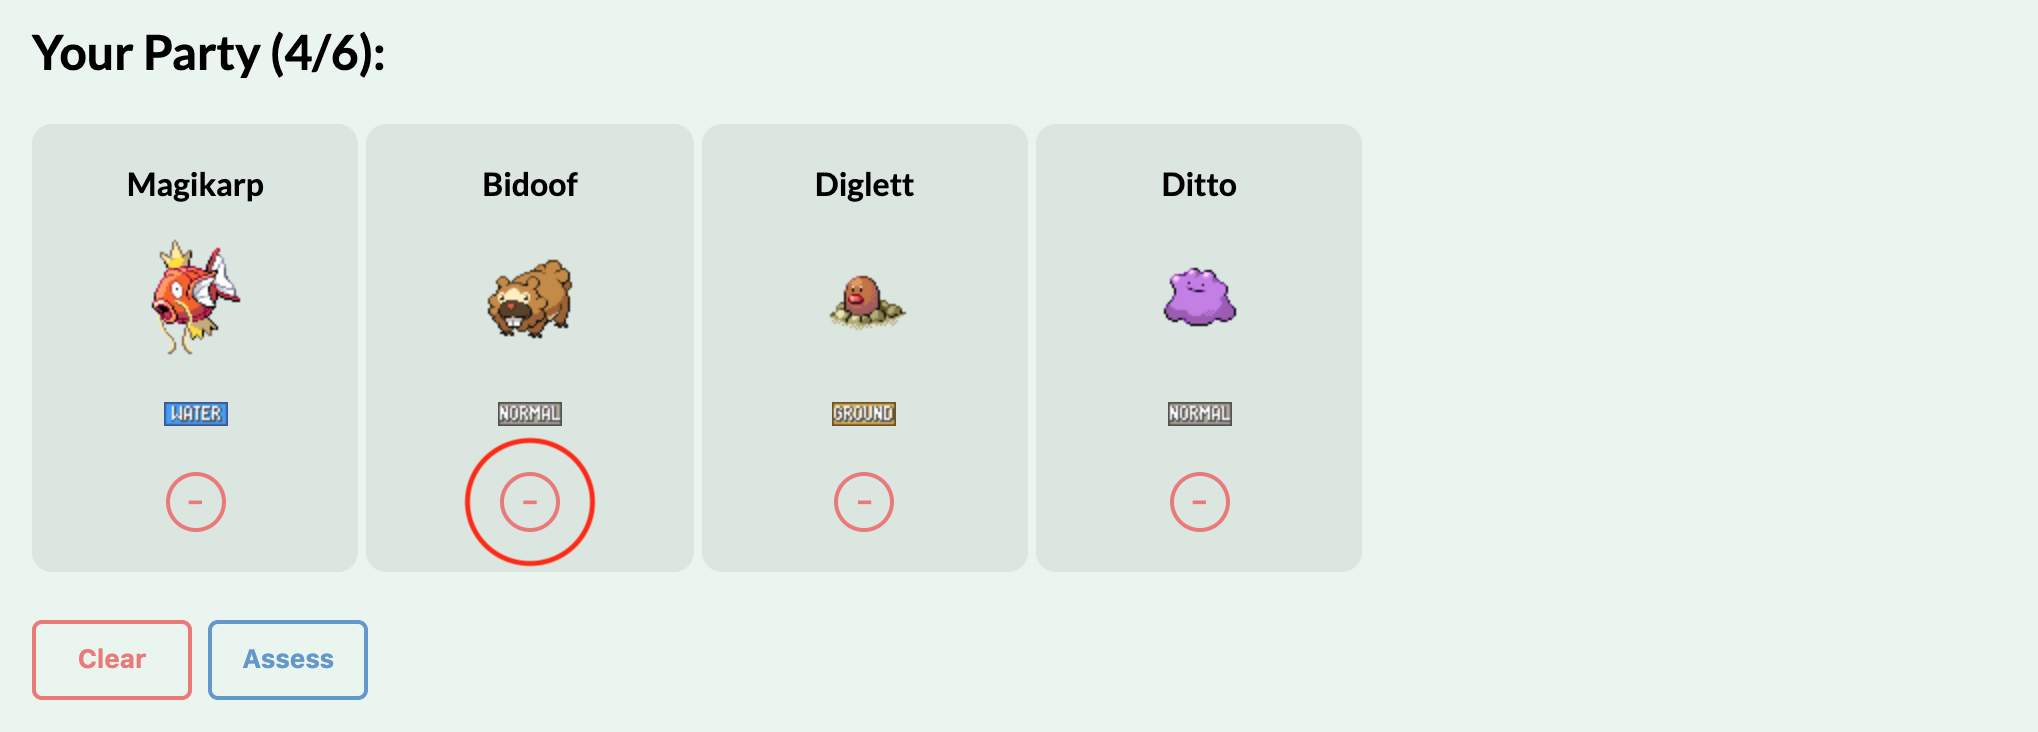 Your Party (4/6):
Magikarp
Bidoof
Diglett
Ditto
WATER
NORMAL
GROUND
NORMAL
-
-
-
-
Clear
Assess